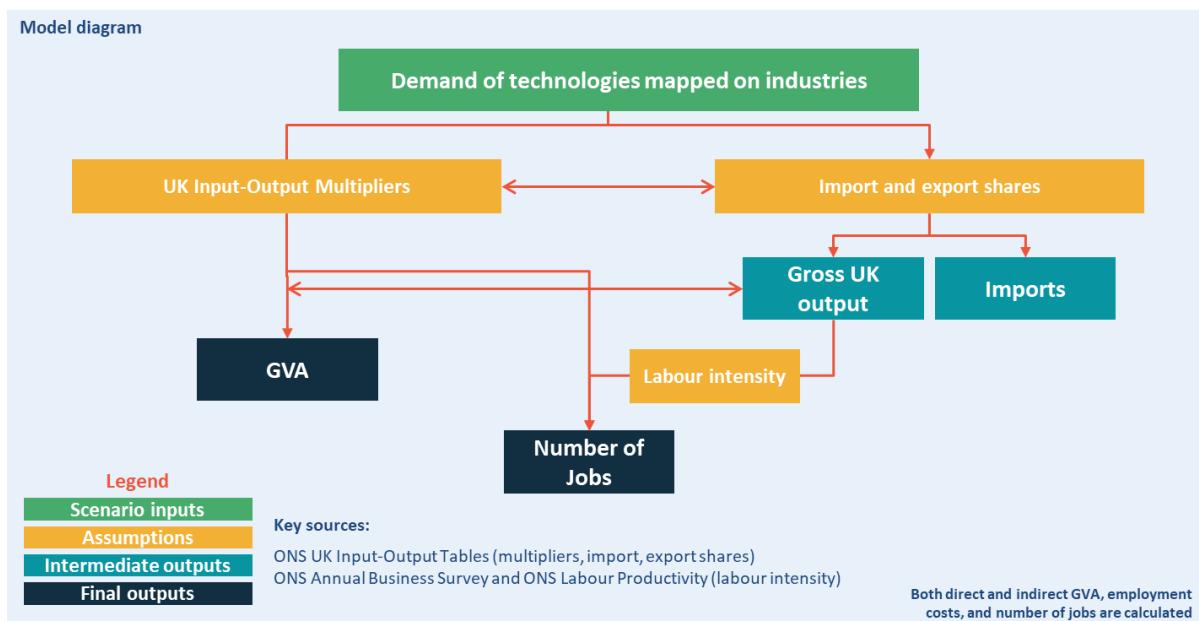 Model diagram
Demand of technologies mapped on industries
UK Input-Output Multipliers
Import and export shares
Gross UK
output
Imports
GVA
Labour intensity
Number of
Jobs
Legend
Scenario inputs
Assumptions
Intermediate outputs
Final outputs
Key sources:
ONS UK Input-Output Tables (multipliers, import, export shares)
ONS Annual Business Survey and ONS Labour Productivity (labour intensity)
Both direct and indirect GVA, employment
costs, and number of jobs are calculated